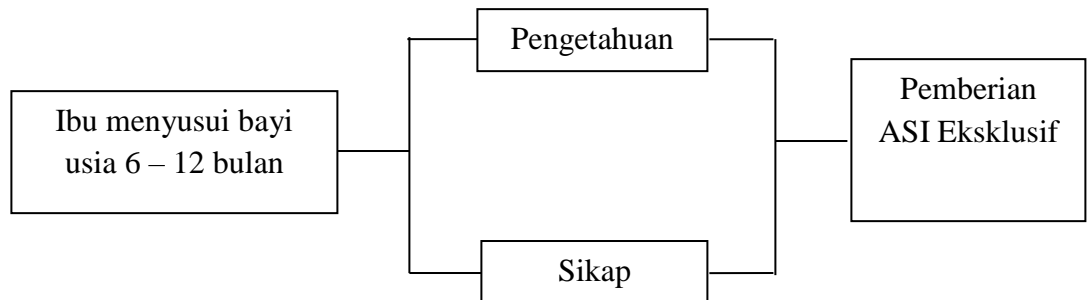 Pengetahuan
Ibu menyusui bayi
usia 6 – 12 bulan
Pemberian
ASI Eksklusif
Sikap